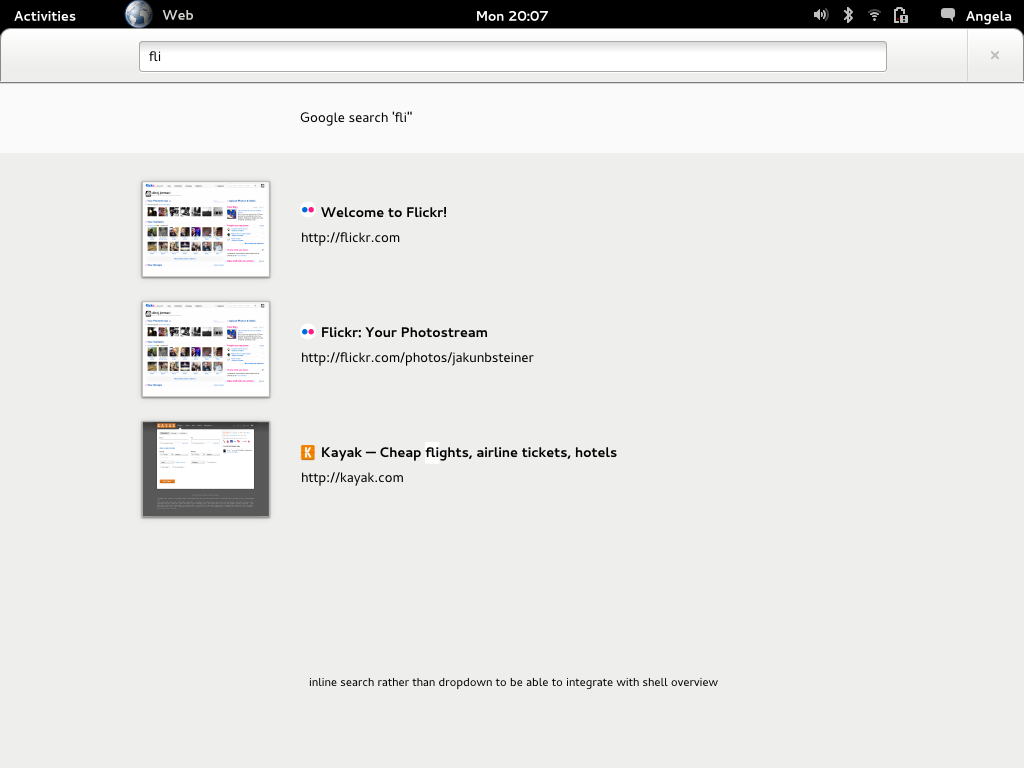 Activities Web Mon 20:07 Angela
fli
Google search 'fli"
Welcome to Flickr!
http://flickr.com
Flickr: Your Photostream
http://flickr.com/photos/jakunbsteiner
K Kayak — Cheap flights, airline tickets, hotels
http://kayak.com
inline search rather than dropdown to be able to integrate with shell overview